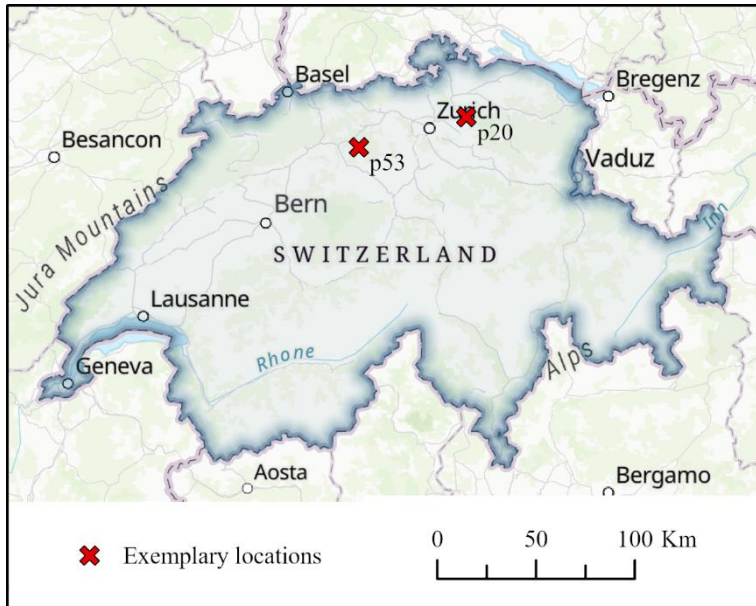 Basel
Bregenz
Zurich
Besancon
p20
p53
Vaduz
Jura Mountains
Bern
Inn
SWITZERLAND
Lausanne
Rhone
Alps
Geneva
Aosta
Bergamo
Exemplary locations
0 50 100 Km